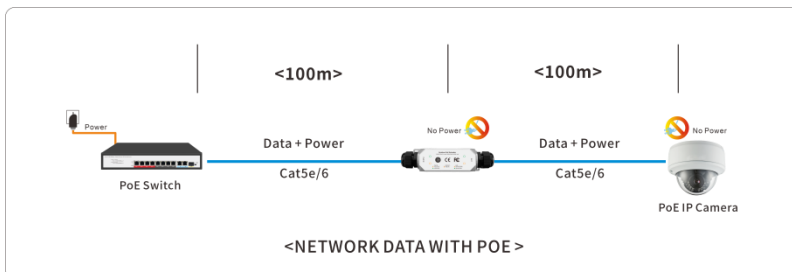 <100m>
<100m>
Power
No Power
No Power
Data + Power
Data + Power
Cat5e/6
Cat5e/6
PoE Switch
PoE IP Camera
<NETWORK DATA WITH POE >